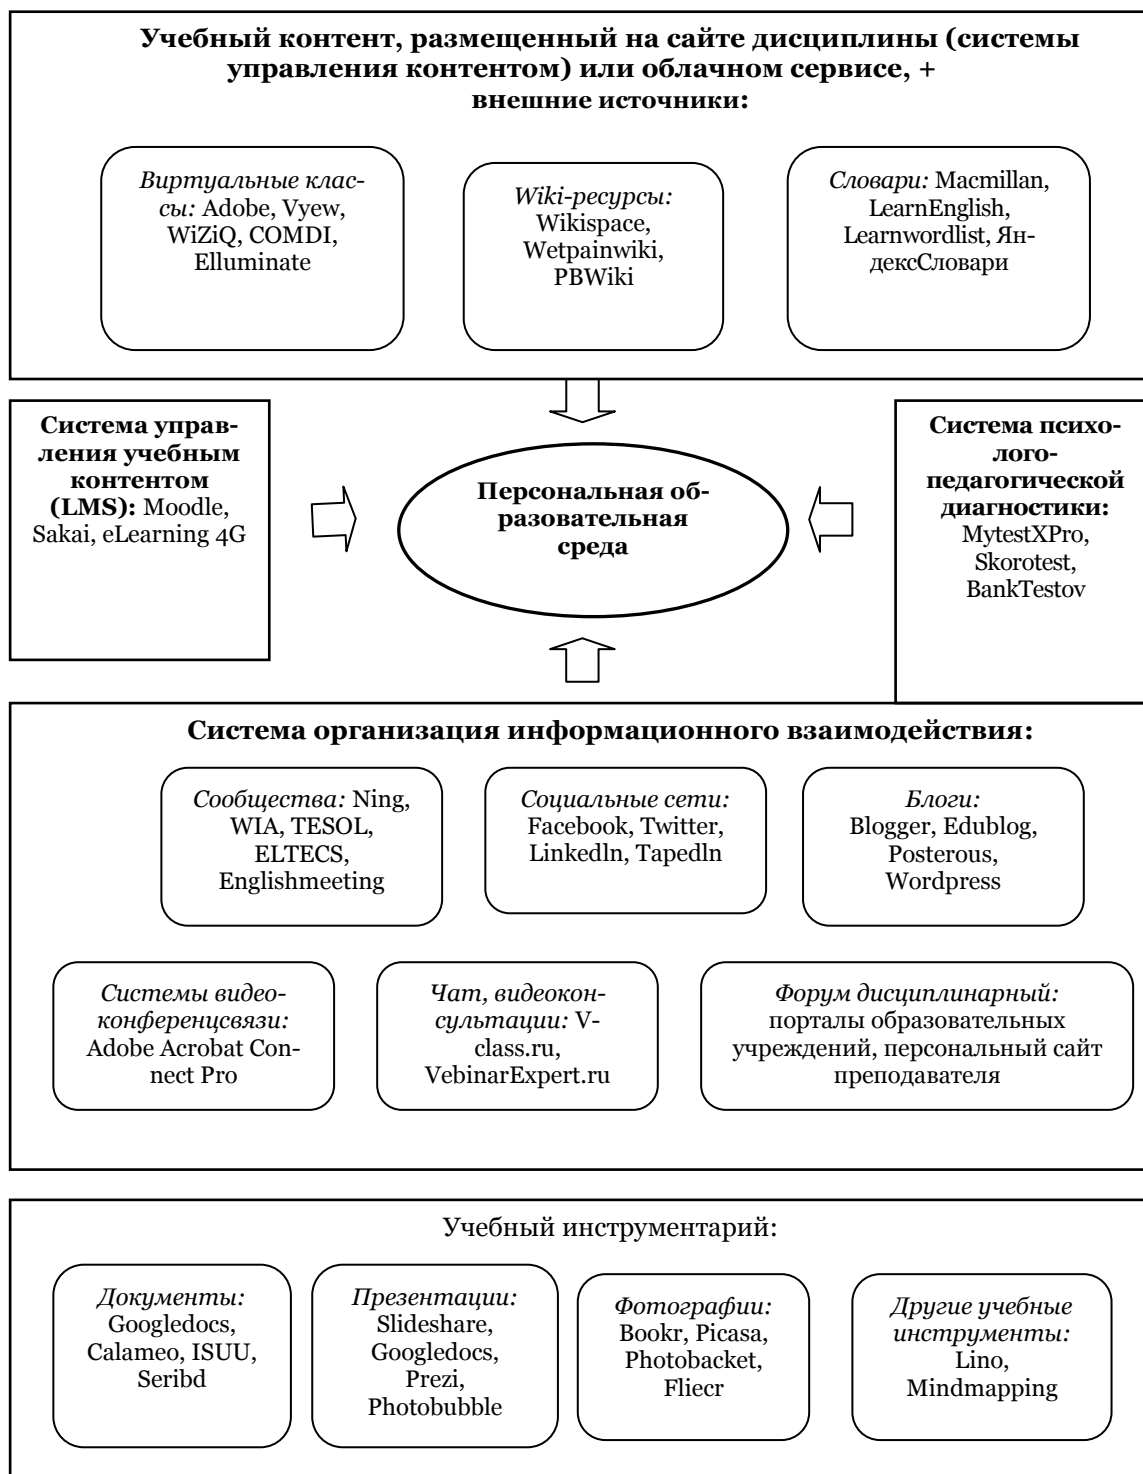 Учебный контент, размещенный на сайте дисциплины (системы
управления контентом) или облачном сервисе, +
внешние источники:
Виртуальные клас-
сы: Adobe, Vyew,
WiZiQ, COMDI,
Elluminate
Wiki-ресурсы:
Wikispace,
Wetpainwiki,
PBWiki
Словари: Macmillan,
LearnEnglish,
Learnwordlist, Ян-
дексСловари
Система управ-
ления учебным
контентом
(LMS): Moodle,
Sakai, eLearning 4G
Персональная об-
разовательная
среда
Система психо-
лого-
педагогической
диагностики:
MytestXPro,
Skorotest,
BankTestov
Система организация информационного взаимодействия:
Сообщества: Ning,
WIA, TESOL,
ELTECS,
Englishmeeting
Социальные сети:
Facebook, Twitter,
Linkedln, Tapedln
Блоги:
Blogger, Edublog,
Posterous,
Wordpress
Системы видео-
конференцсвязи:
Adobe Acrobat Con-
nect Pro
Чат, видеокон-
сультации: V-
class.ru,
VebinarExpert.ru
Форум дисциплинарный:
порталы образовательных
учреждений, персональный сайт
преподавателя
Учебный инструментарий:
Документы:
Googledocs,
Calameo, ISUU,
Seribd
Презентации:
Slideshare,
Googledocs,
Prezi,
Photobubble
Фотографии:
Bookr, Picasa,
Photobacket,
Fliecr
Другие учебные
инструменты:
Lino,
Mindmapping